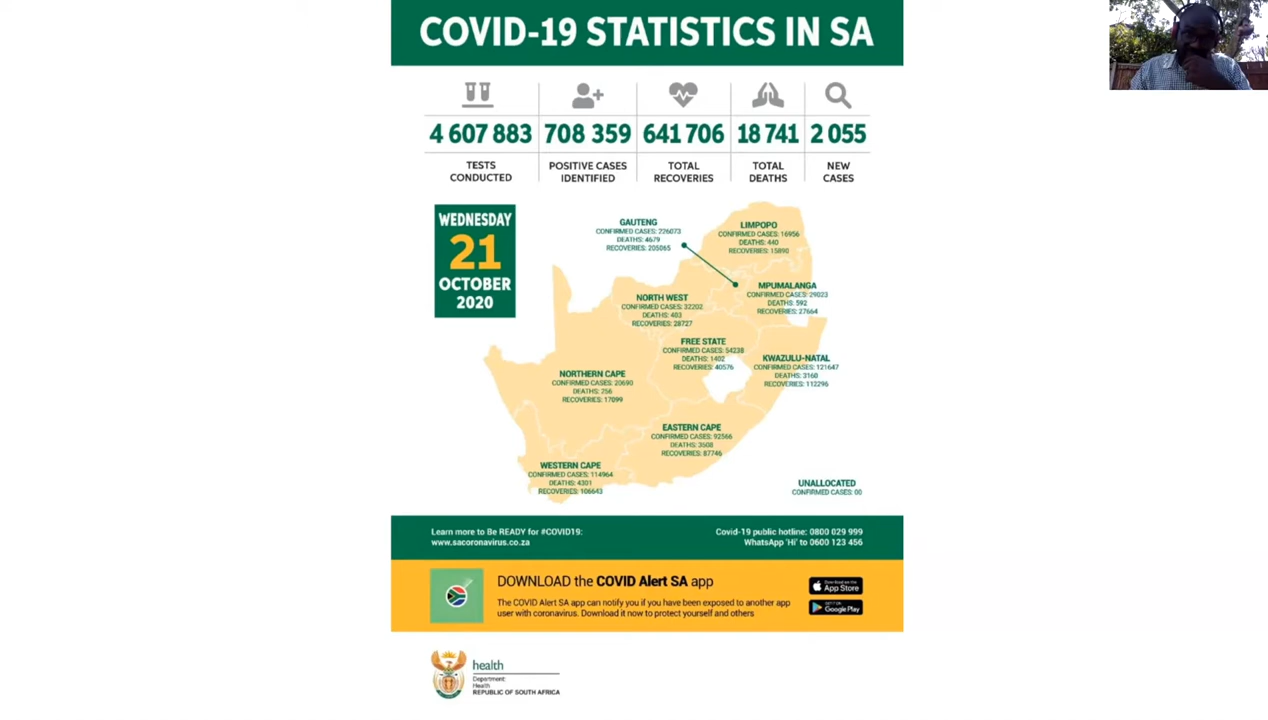 COVID-19 STATISTICS IN SA
4 607 883
TESTS
CONDUCTED
708 359
POSITIVE CASES
IDENTIFIED
641 706
TOTAL
RECOVERIES
18 741
TOTAL
DEATHS
2 055
NEW
CASES
WEDNESDAY
21
OCTOBER
2020
GAUTENG
CONFIRMED CASES: 226073
DEATHS: 4679
RECOVERIES: 205065
LIMPOPO
CONFIRMED CASES: 16956
DEATHS: 440
RECOVERIES: 15890
MPUMALANGA
CONFIRMED CASES: 29023
DEATHS: 592
RECOVERIES: 27664
NORTH WEST
CONFIRMED CASES: 32202
DEATHS: 403
RECOVERIES: 28727
FREE STATE
CONFIRMED CASES: 54238
DEATHS: 1402
RECOVERIES: 40576
KWAZULU-NATAL
CONFIRMED CASES: 121647
DEATHS: 3160
RECOVERIES: 112296
NORTHERN CAPE
CONFIRMED CASES: 20690
DEATHS: 256
RECOVERIES: 17099
EASTERN CAPE
CONFIRMED CASES: 92566
DEATHS: 3508
RECOVERIES: 87746
WESTERN CAPE
CONFIRMED CASES: 114964
DEATHS: 4301
RECOVERIES: 106643
UNALLOCATED
CONFIRMED CASES: 00
Learn more to Be READY for #COVID19:
www.sacoronavirus.co.za
Covid-19 public hotline: 0800 029 999
WhatsApp 'Hi' to 0600 123 456
DOWNLOAD the COVID Alert SA app
The COVID Alert SA app can notify you if you have been exposed to another app
user with coronavirus. Download it now to protect yourself and others
Download on the
App Store
GET IT ON
Google Play
health
Department:
Health
REPUBLIC OF SOUTH AFRICA